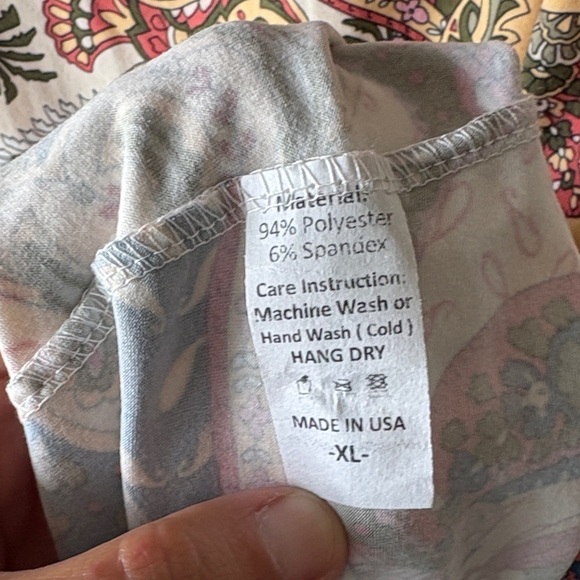 Material:
94% Polyester
6% Spandex
Care Instruction:
Machine Wash or
Hand Wash ( Cold )
HANG DRY
MADE IN USA
-XL-